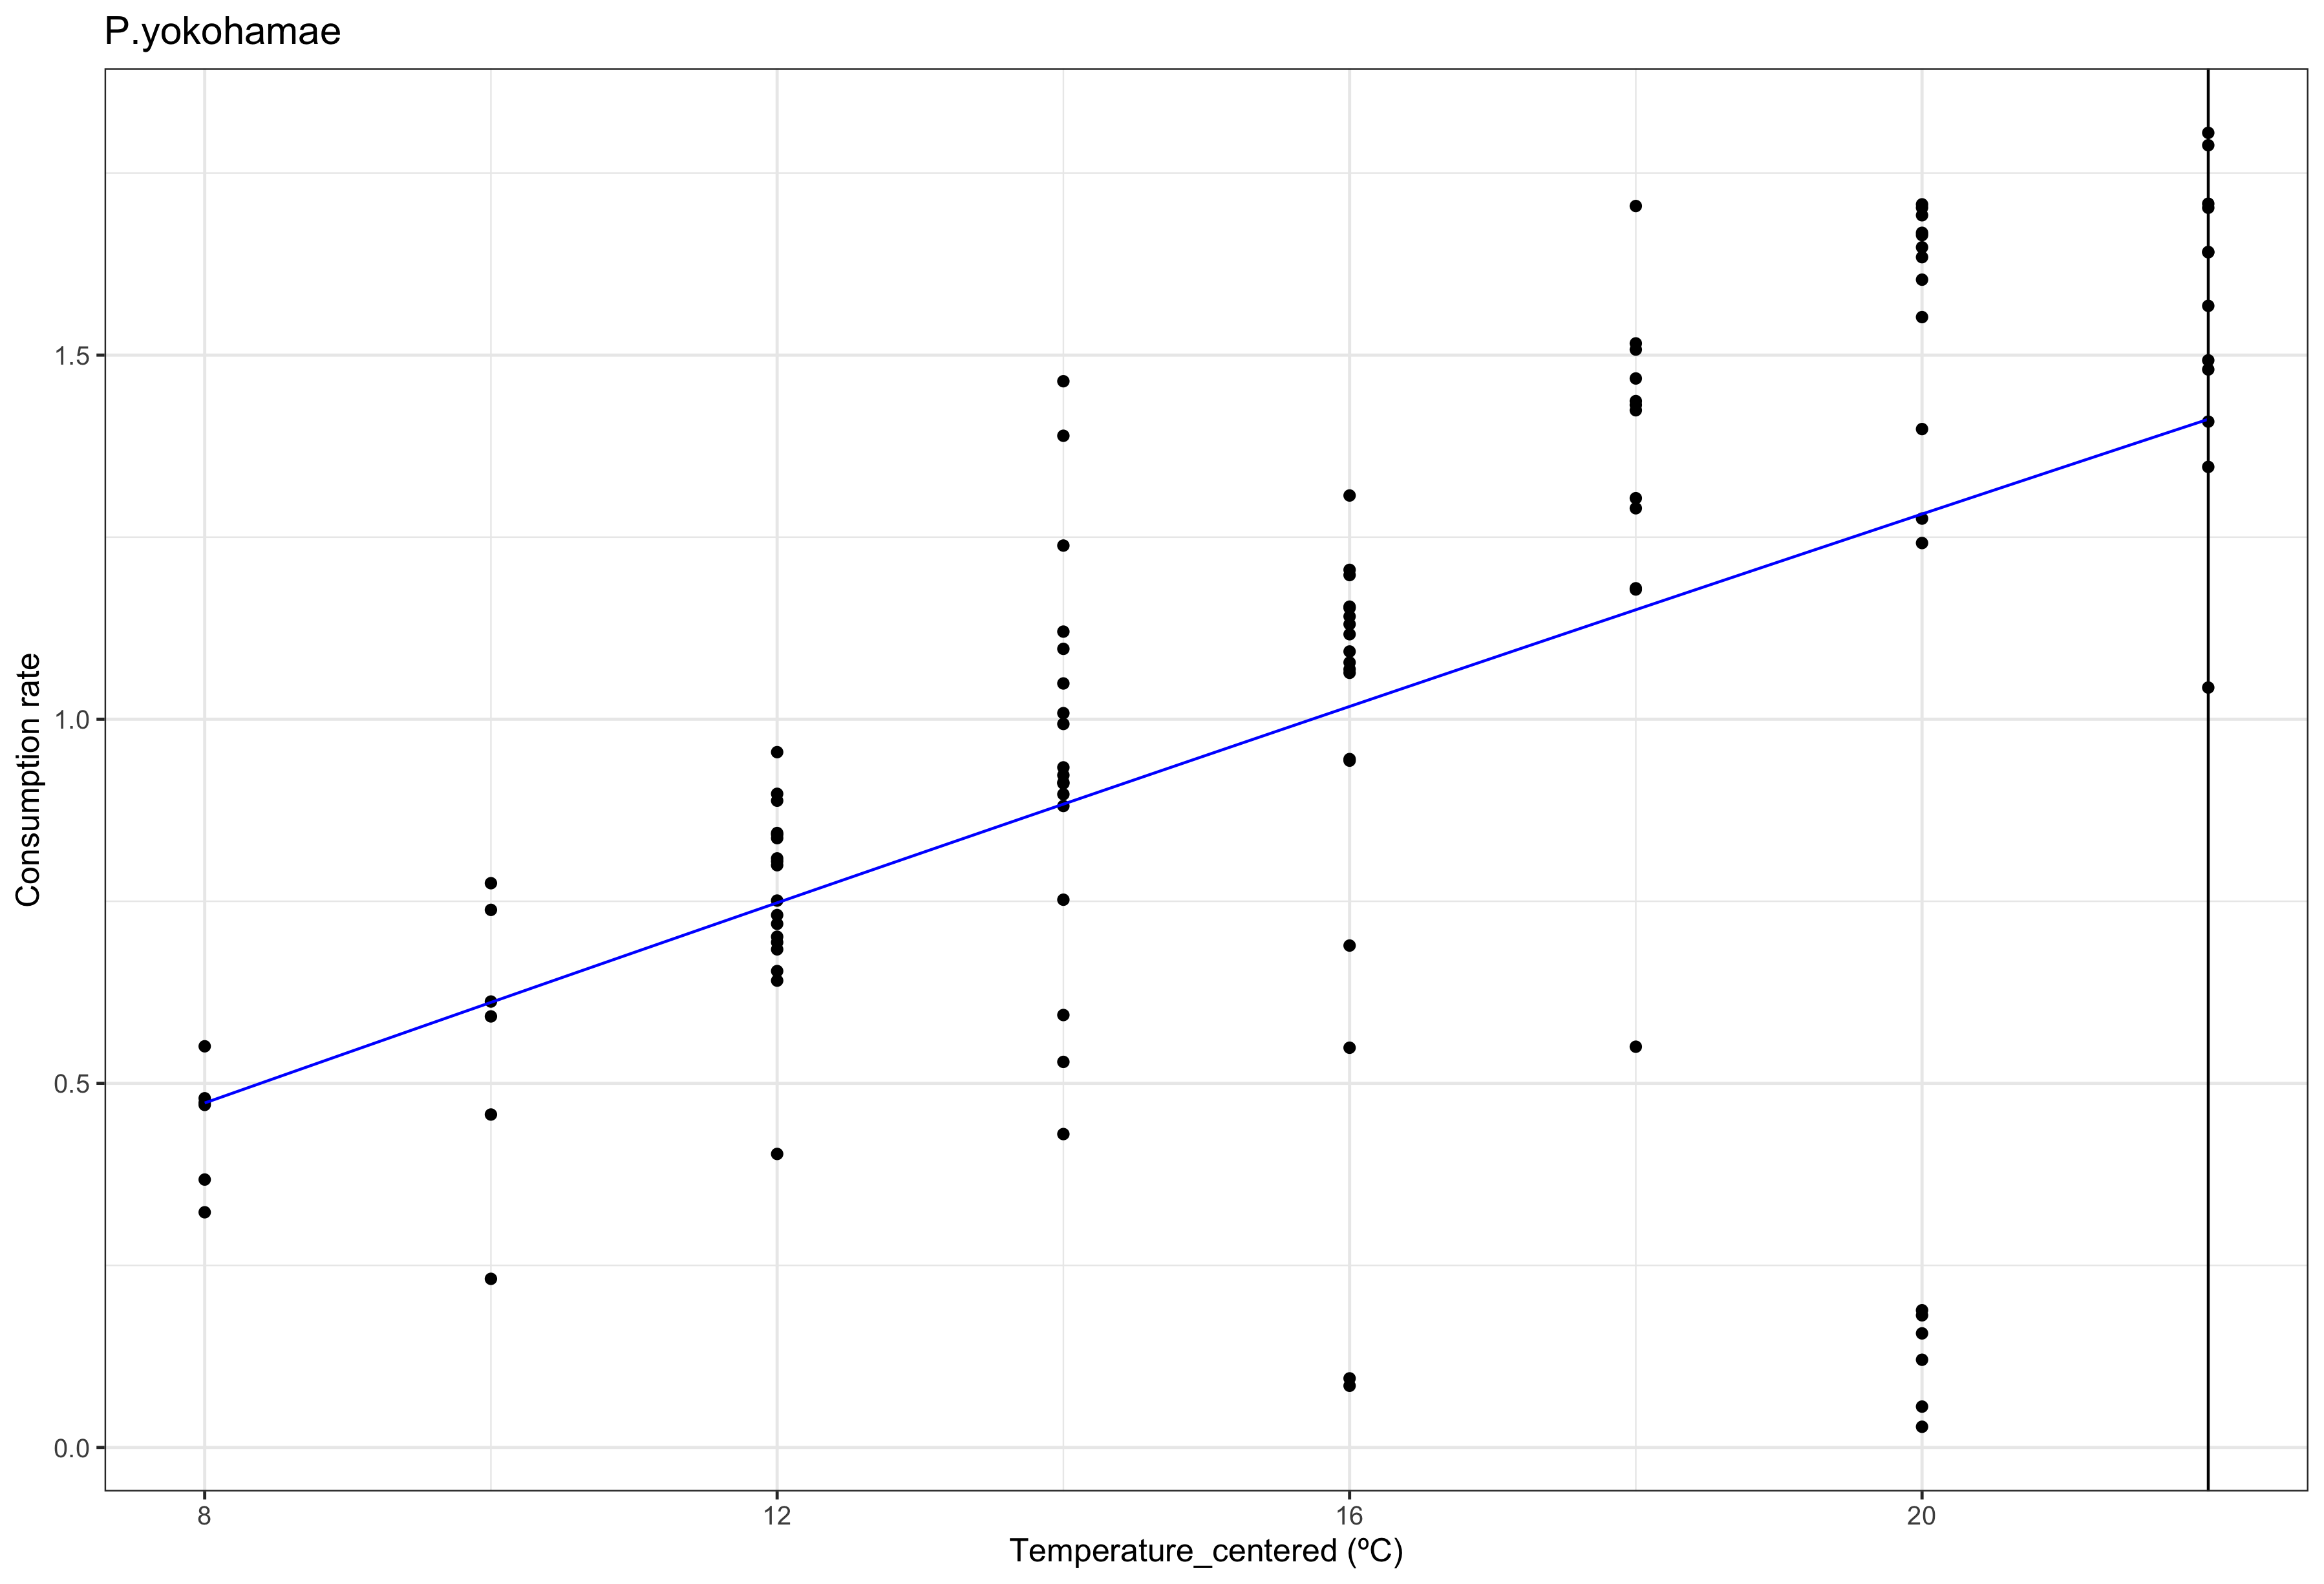 P.yokohamae
Consumption rate
1.5
1.0
0.5
0.0
8
12
16
20
Temperature_centered (ºC)